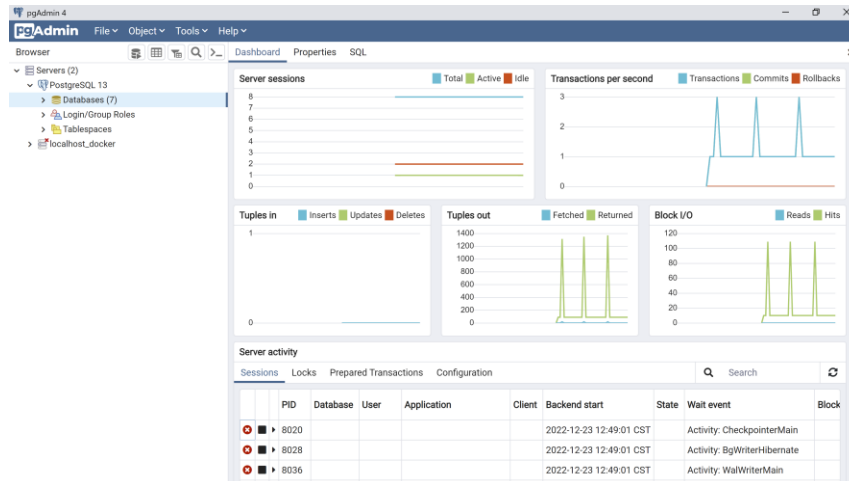 pgAdmin 4
pgAdmin File Object Tools Help
Browser
Dashboard Properties SQL
Servers (2)
PostgreSQL 13
Databases (7)
Login/Group Roles
Tablespaces
localhost_docker
Server sessions Total Active Idle
8
7
6
5
4
3
2
1
0
Transactions per second Transactions Commits Rollbacks
3
2
1
0
Tuples in Inserts Updates Deletes
1
0
Tuples out Fetched Returned
1400
1200
1000
800
600
400
200
0
Block I/O Reads Hits
120
100
80
60
40
20
0
Server activity
Sessions Locks Prepared Transactions Configuration Search
PID Database User Application Client Backend start State Wait event Block
8020 2022-12-23 12:49:01 CST Activity: CheckpointerMain
8028 2022-12-23 12:49:01 CST Activity: BgWriterHibernate
8036 2022-12-23 12:49:01 CST Activity: WalWriterMain